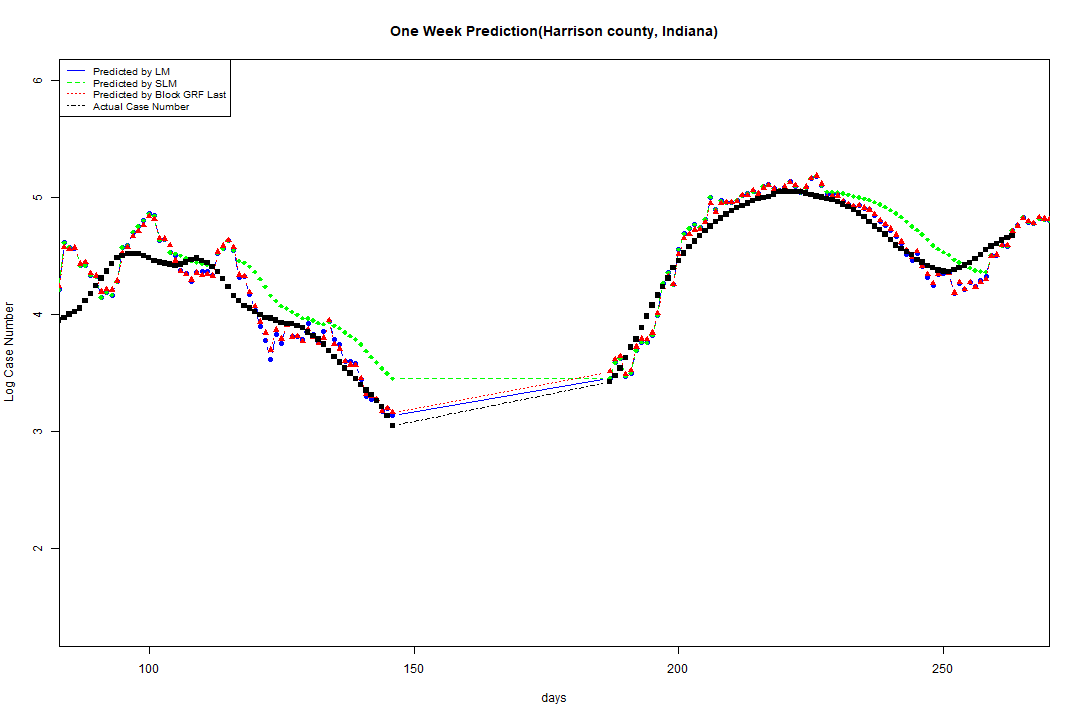 One Week Prediction(Harrison county, Indiana)
Predicted by LM
Predicted by SLM
Predicted by Block GRF Last
Actual Case Number
6
5
4
3
2
Log Case Number
100
150
200
250
days